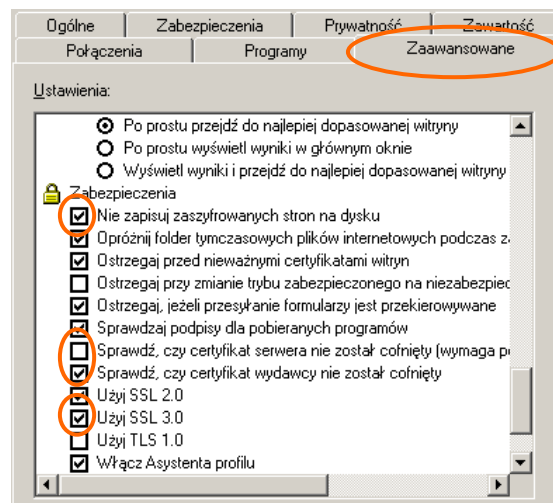 Ogólne Zabezpieczenia Prywatność Zawartość
Połączenia Programy Zaawansowane
Ustawienia:
Po prostu przejdź do najlepiej dopasowanej witryny
Po prostu wyświetl wyniki w głównym oknie
Wyświetl wyniki i przejdź do najlepiej dopasowanej witryny
Zabezpieczenia
Nie zapisuj zaszyfrowanych stron na dysku
Opróżnij folder tymczasowych plików internetowych podczas z
Ostrzegaj przed nieważnymi certyfikatami witryn
Ostrzegaj przy zmianie trybu zabezpieczonego na niezabezpiec
Ostrzegaj, jeżeli przesyłanie formularzy jest przekierowywane
Sprawdzaj podpisy dla pobieranych programów
Sprawdź, czy certyfikat serwera nie został cofnięty (wymaga p
Sprawdź, czy certyfikat wydawcy nie został cofnięty
Użyj SSL 2.0
Użyj SSL 3.0
Użyj TLS 1.0
Włącz Asystenta profilu